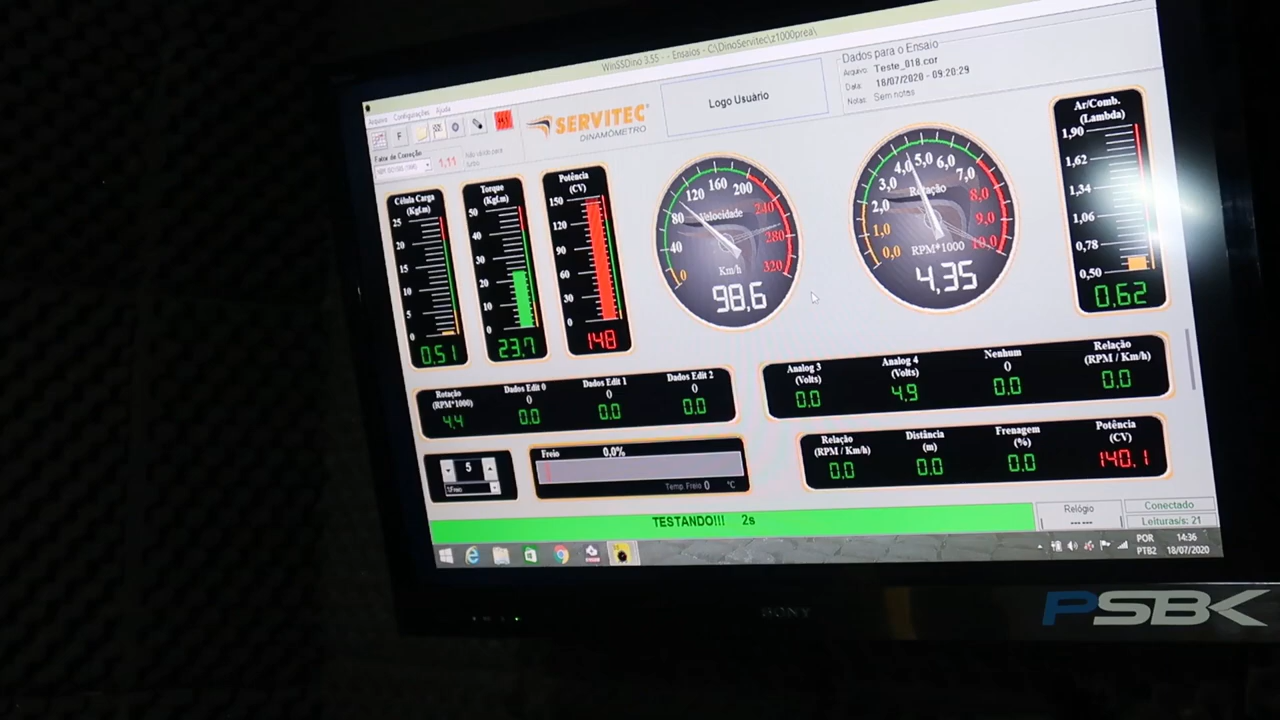 WinSSDino 3.55 - - Ensaios - C:\DinoServitec\z1000prea\
Arquivo Configurações Ajuda
F
Fator de Correção
1,11
Não válido para turbo
SERVITEC
DINAMÔMETRO
Logo Usuário
Dados para o Ensaio
Arquivo: Teste_018.cor
Data: 18/07/2020 - 09:20:29
Notas: Sem notas
Célula Carga
(KgLm)
25
20
15
10
5
0
0.51
Torque
(KgLm)
50
40
30
20
10
0
23.7
Potência
(CV)
150
120
90
60
30
0
148
0 40 80 120 160 200 240 280 320
Velocidade
Km/h
98,6
0,0 1,0 2,0 3,0 4,0 5,0 6,0 7,0 8,0 9,0 10,0
Rotação
RPM*1000
4,35
Ar/Comb.
(Lambda)
1,90
1,62
1,34
1,06
0,78
0,50
0.62
Rotação
(RPM*1000)
4.4
Dados Edit 0
0
0.0
Dados Edit 1
0
0.0
Dados Edit 2
0
0.0
Analog 3
(Volts)
0.0
Analog 4
(Volts)
4.9
Nenhum
0
0.0
Relação
(RPM / Km/h)
0.0
5
%Freio
Freio 0,0%
Temp. Freio 0 °C
Relação
(RPM / Km/h)
0.0
Distância
(m)
0.0
Frenagem
(%)
0.0
Potência
(CV)
140.1
TESTANDO!!! 2s
Relógio
--- ---
Conectado
Leituras/s: 21
POR
PTB2
14:36
18/07/2020
SONY
PSBK